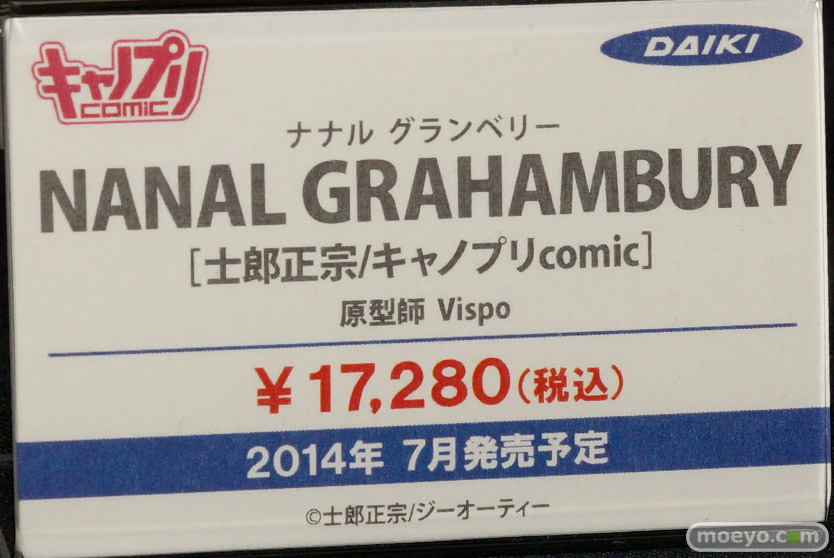 キャノプリ
comic
DAIKI
ナナル グランベリー
NANAL GRAHAMBURY
[士郎正宗/キャノプリcomic]
原型師 Vispo
¥17,280(税込)
2014年 7月発売予定
©士郎正宗/ジーオーティー
moeyo.com